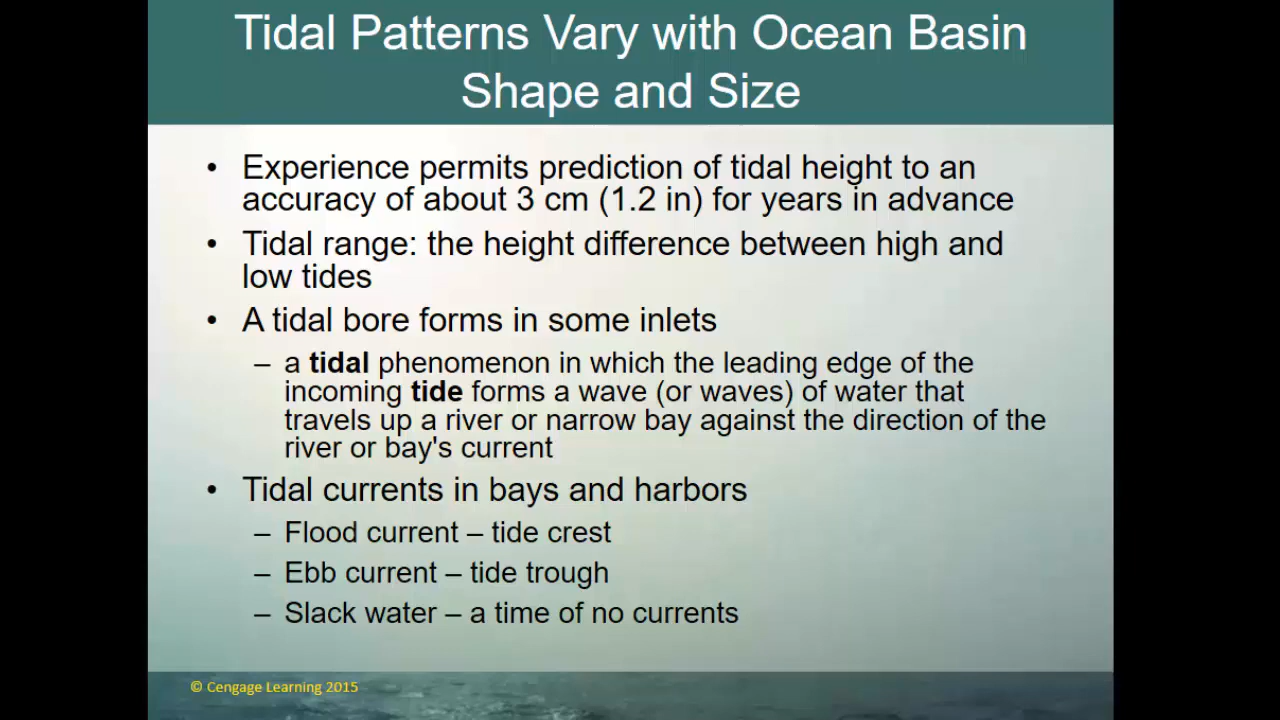 Tidal Patterns Vary with Ocean Basin
Shape and Size
• Experience permits prediction of tidal height to an
accuracy of about 3 cm (1.2 in) for years in advance
• Tidal range: the height difference between high and
low tides
• A tidal bore forms in some inlets
– a tidal phenomenon in which the leading edge of the
incoming tide forms a wave (or waves) of water that
travels up a river or narrow bay against the direction of the
river or bay's current
• Tidal currents in bays and harbors
– Flood current – tide crest
– Ebb current – tide trough
– Slack water – a time of no currents
© Cengage Learning 2015